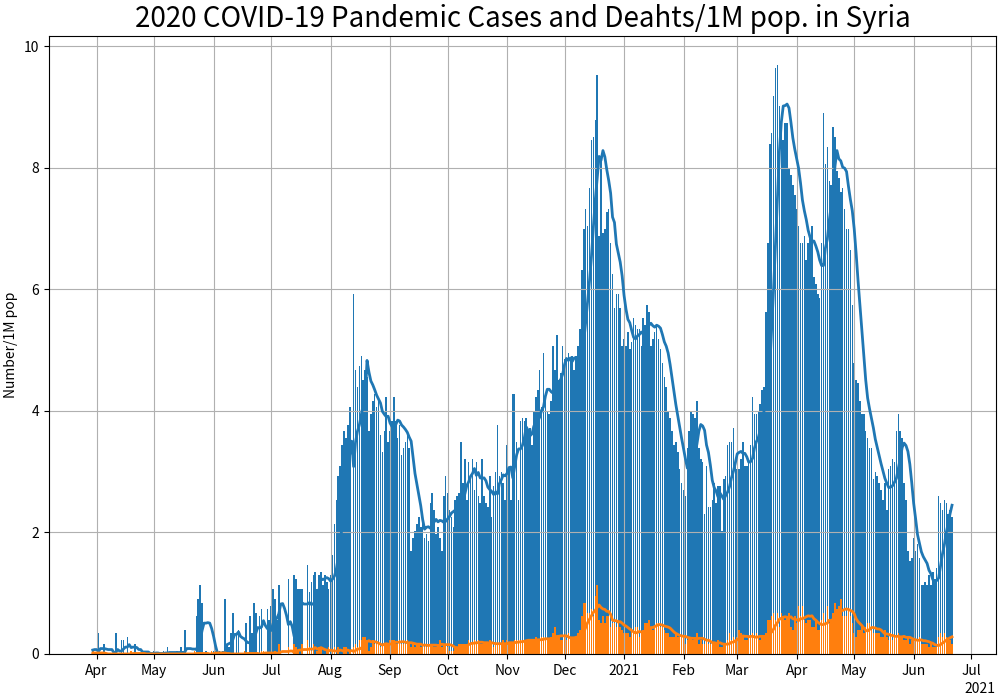 2020 COVID-19 Pandemic Cases and Deahts/1M pop. in Syria
Number/1M pop
10
8
6
4
2
0
Apr May Jun Jul Aug Sep Oct Nov Dec 2021 Feb Mar Apr May Jun Jul
2021